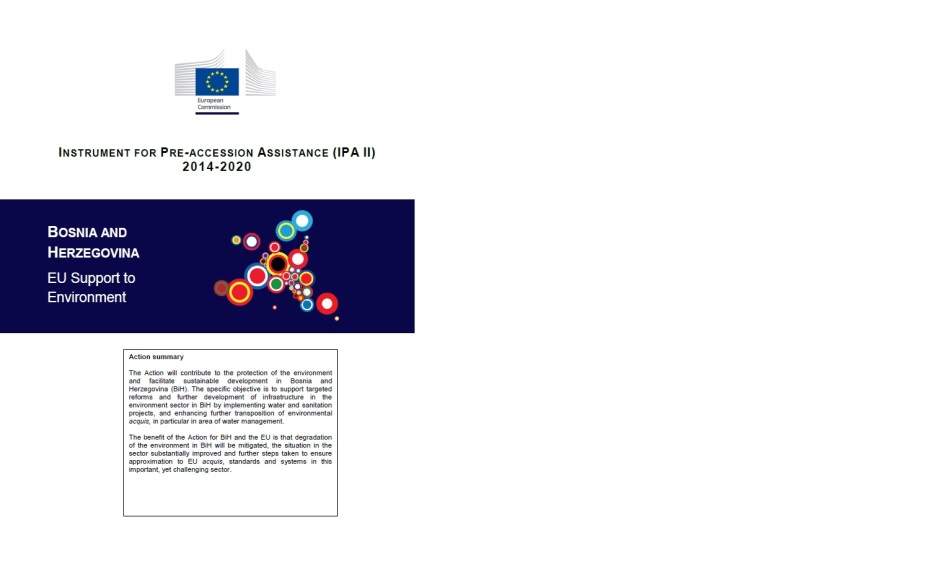 European
Commission
INSTRUMENT FOR PRE-ACCESSION ASSISTANCE (IPA II)
2014-2020
BOSNIA AND
HERZEGOVINA
EU Support to
Environment
Action summary
The Action will contribute to the protection of the environment
and facilitate sustainable development in Bosnia and
Herzegovina (BiH). The specific objective is to support targeted
reforms and further development of infrastructure in the
environment sector in BiH by implementing water and sanitation
projects, and enhancing further transposition of environmental
acquis, in particular in area of water management.
The benefit of the Action for BiH and the EU is that degradation
of the environment in BiH will be mitigated, the situation in the
sector substantially improved and further steps taken to ensure
approximation to EU acquis, standards and systems in this
important, yet challenging sector.